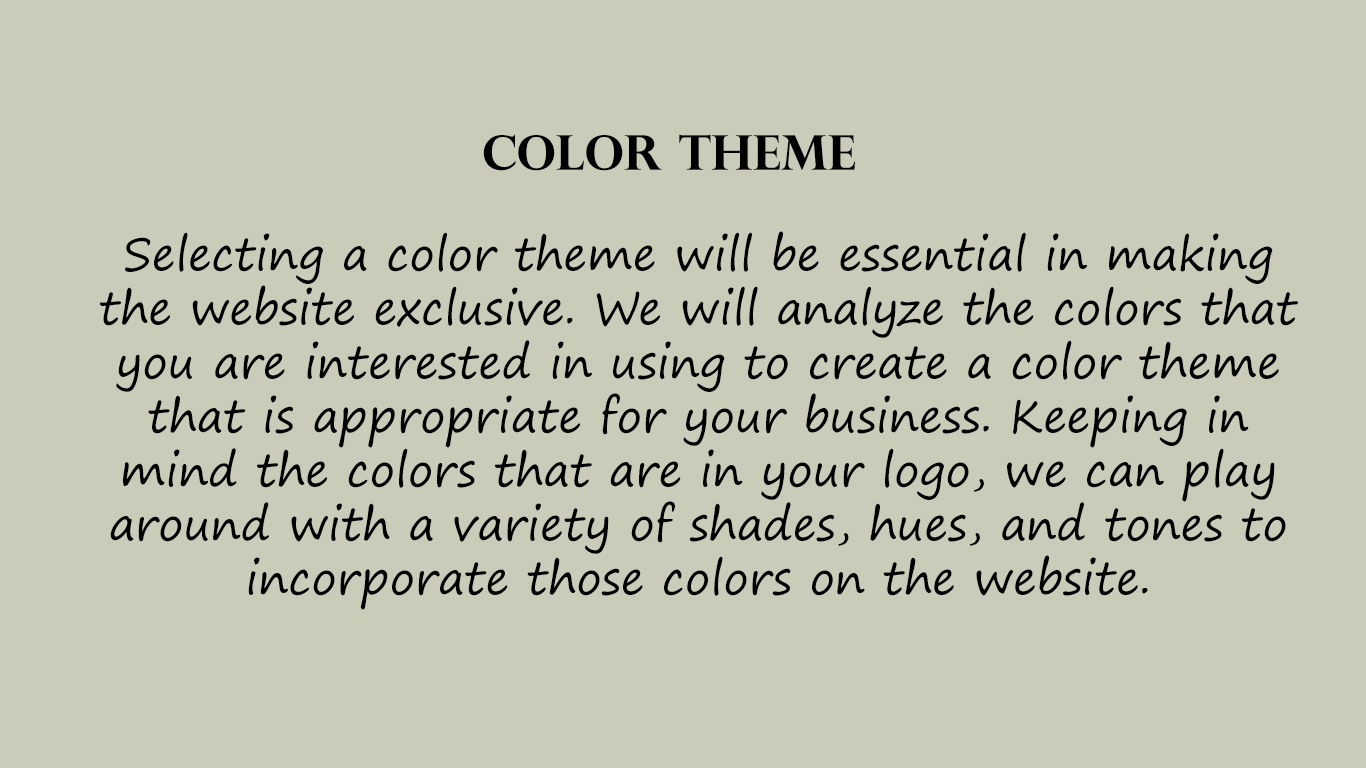 COLOR THEME
Selecting a color theme will be essential in making
the website exclusive. We will analyze the colors that
you are interested in using to create a color theme
that is appropriate for your business. Keeping in
mind the colors that are in your logo, we can play
around with a variety of shades, hues, and tones to
incorporate those colors on the website.